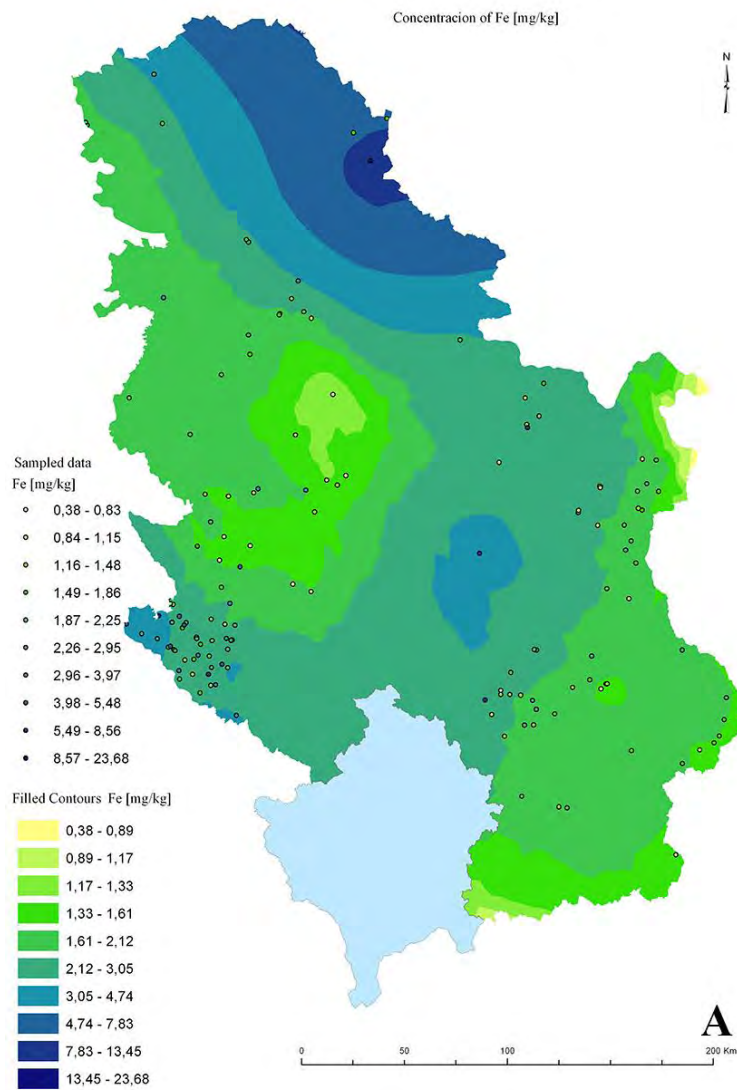 Concentracion of Fe [mg/kg]
N
Sampled data
Fe [mg/kg]
0,38 - 0,83
0,84 - 1,15
1,16 - 1,48
1,49 - 1,86
1,87 - 2,25
2,26 - 2,95
2,96 - 3,97
3,98 - 5,48
5,49 - 8,56
8,57 - 23,68
Filled Contours Fe [mg/kg]
0,38 - 0,89
0,89 - 1,17
1,17 - 1,33
1,33 - 1,61
1,61 - 2,12
2,12 - 3,05
3,05 - 4,74
4,74 - 7,83
7,83 - 13,45
13,45 - 23,68
A
0 50 100 200 Km